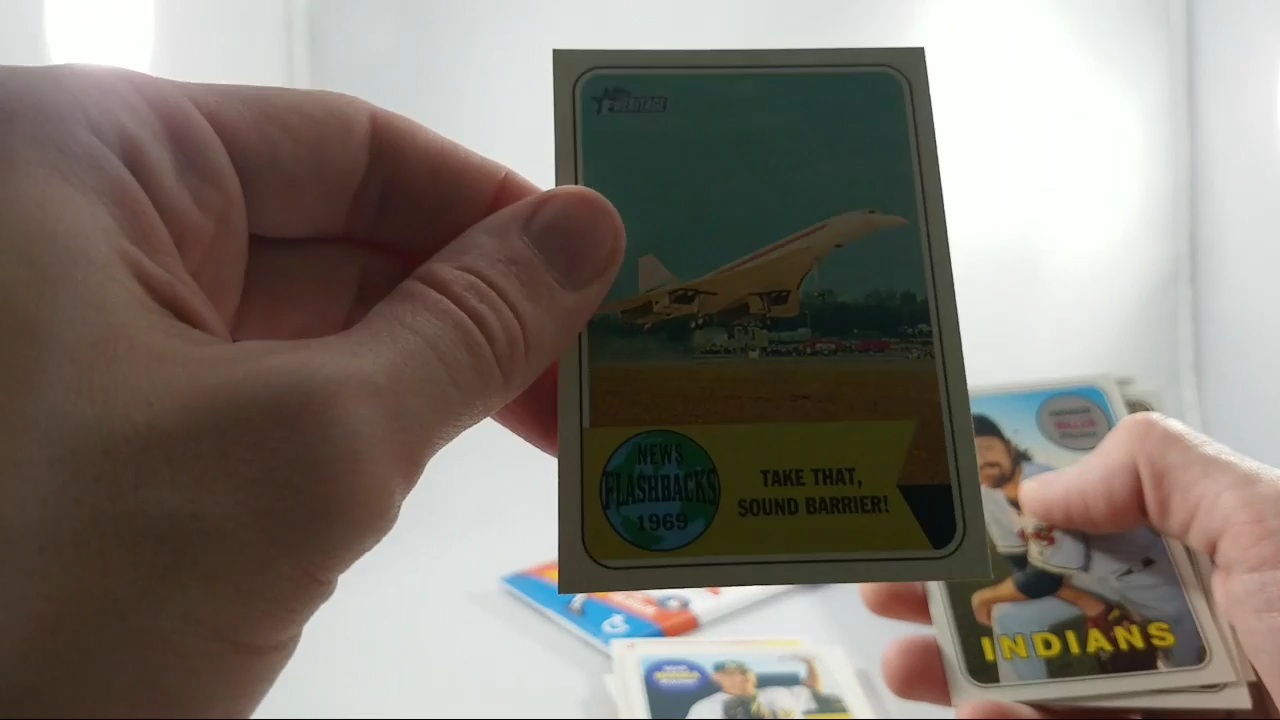 HERITAGE
NEWS
FLASHBACKS
1969
TAKE THAT,
SOUND BARRIER!
INDIANS